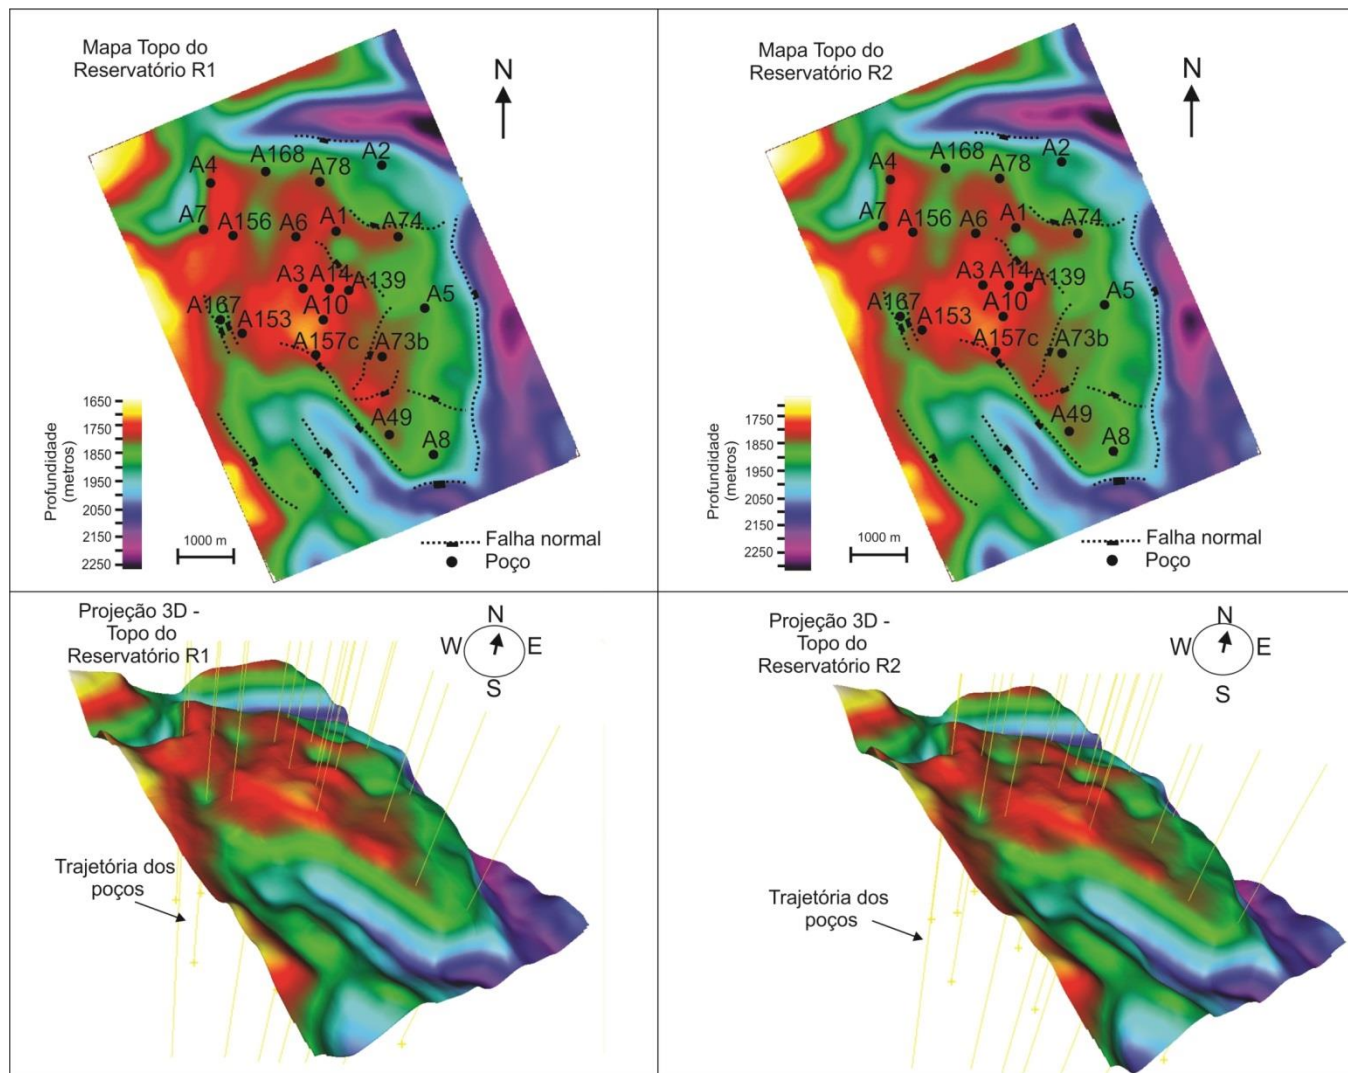 Mapa Topo do
Reservatório R1
N
A4
A168
A78
A2
A7
A156
A6
A1
A74
A3
A14
A139
A167
A153
A10
A5
A157c
A73b
A49
A8
Profundidade
(metros)
1650
1750
1850
1950
2050
2150
2250
1000 m
Falha normal
Poço
Mapa Topo do
Reservatório R2
N
A4
A168
A78
A2
A7
A156
A6
A1
A74
A3
A14
A139
A167
A153
A10
A5
A157c
A73b
A49
A8
Profundidade
(metros)
1750
1850
1950
2050
2150
2250
1000 m
Falha normal
Poço
Projeção 3D -
Topo do
Reservatório R1
N
W E
S
Trajetória dos
poços
Projeção 3D -
Topo do
Reservatório R2
N
W E
S
Trajetória dos
poços